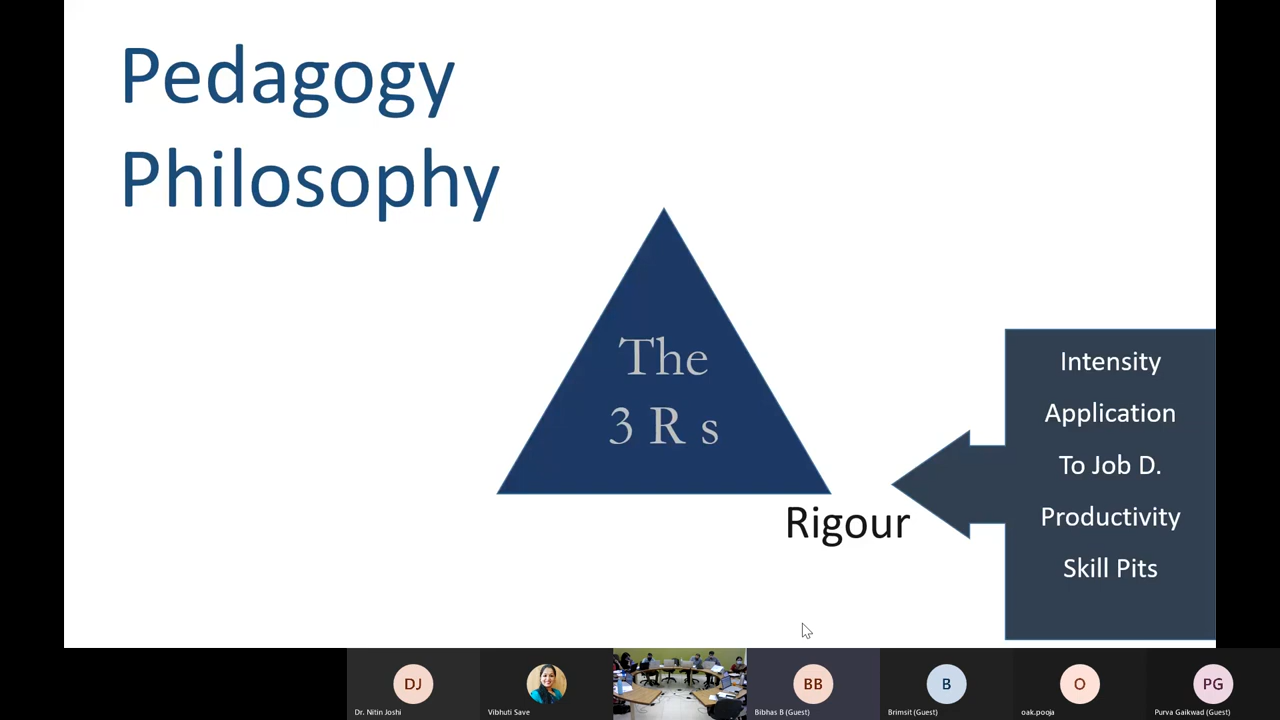 Pedagogy
Philosophy
The
3 R s
Rigour
Intensity
Application
To Job D.
Productivity
Skill Pits
DJ
BB
B
O
PG
Dr. Nitin Joshi
Vibhuti Save
Bibhas B (Guest)
Brimsit (Guest)
oak.pooja
Purva Gaikwad (Guest)